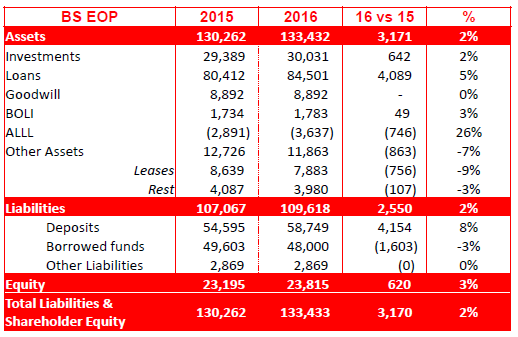 BS EOP 2015 2016 16 vs 15 %
Assets 130,262 133,432 3,171 2%
Investments 29,389 30,031 642 2%
Loans 80,412 84,501 4,089 5%
Goodwill 8,892 8,892 - 0%
BOLI 1,734 1,783 49 3%
ALLL (2,891) (3,637) (746) 26%
Other Assets 12,726 11,863 (863) -7%
Leases 8,639 7,883 (756) -9%
Rest 4,087 3,980 (107) -3%
Liabilities 107,067 109,618 2,550 2%
Deposits 54,595 58,749 4,154 8%
Borrowed funds 49,603 48,000 (1,603) -3%
Other Liabilities 2,869 2,869 (0) 0%
Equity 23,195 23,815 620 3%
Total Liabilities &
Shareholder Equity 130,262 133,433 3,170 2%